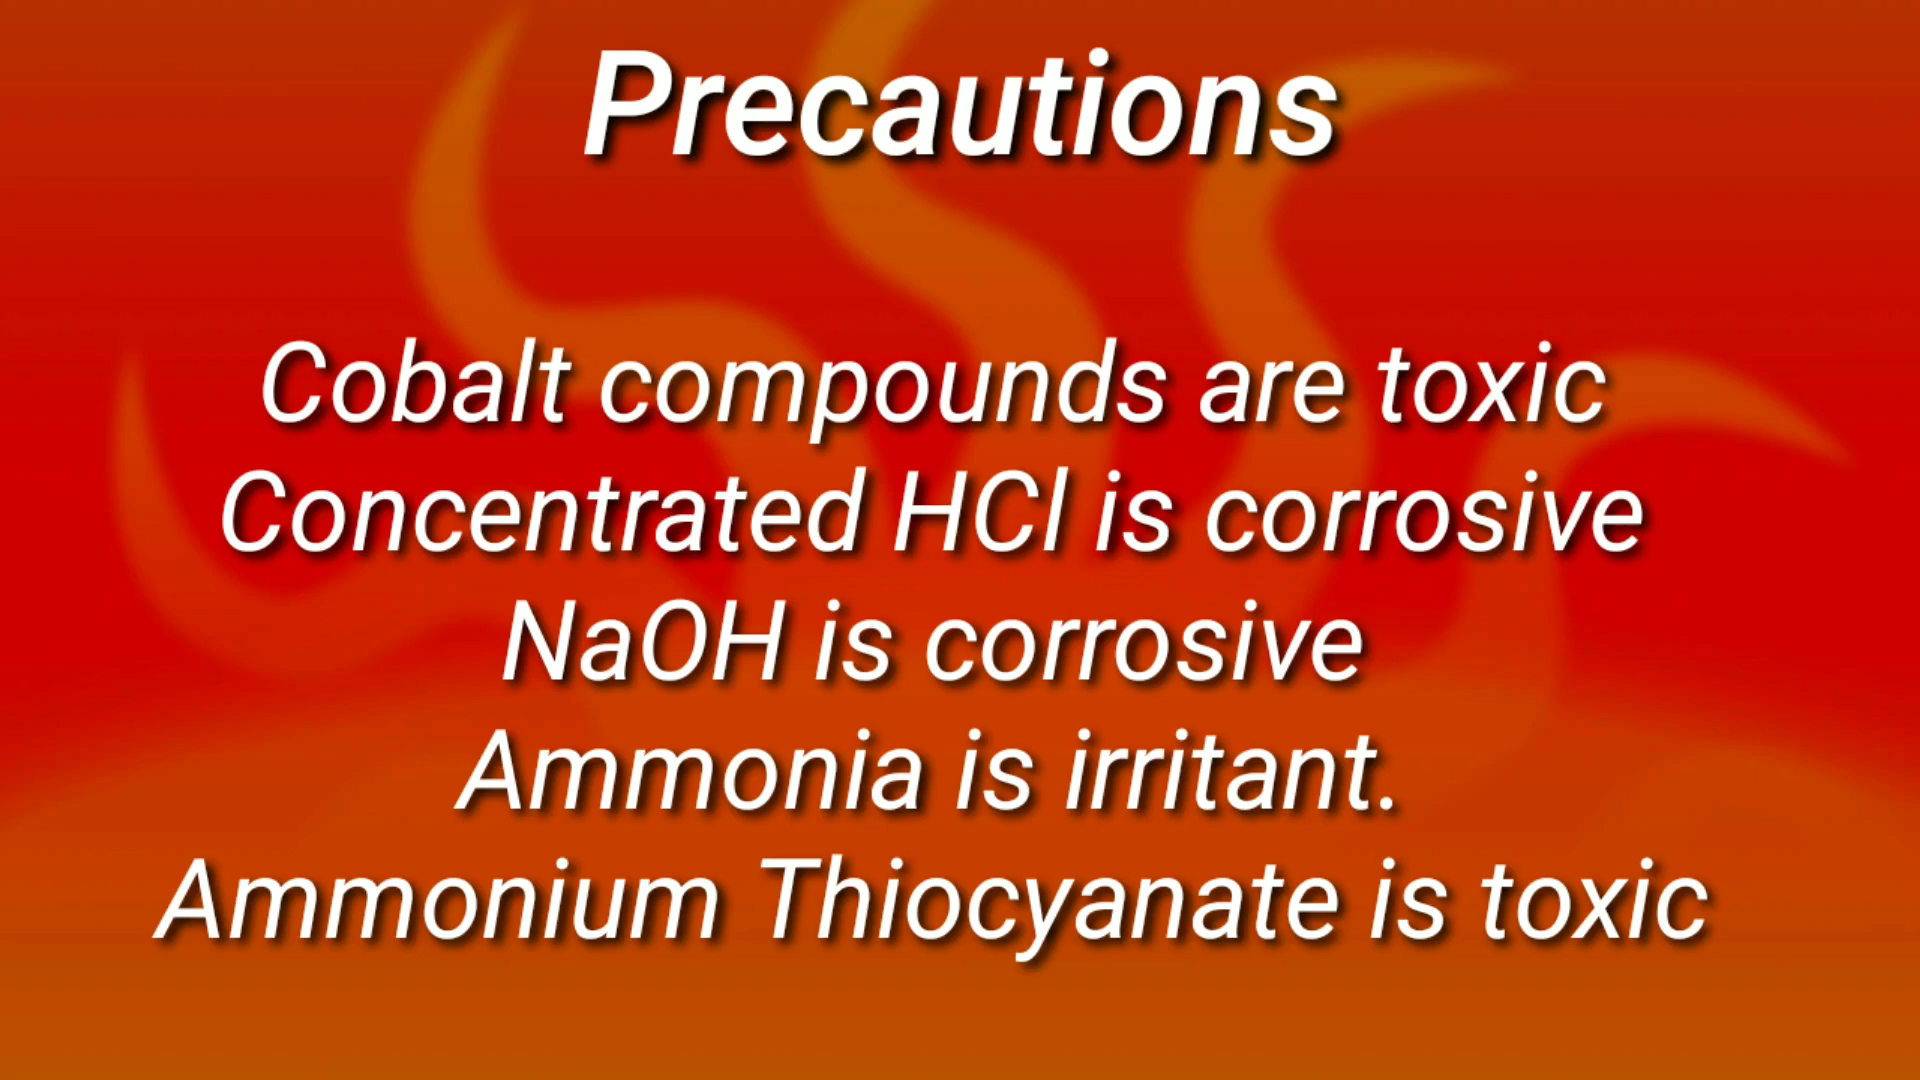 Precautions
Cobalt compounds are toxic
Concentrated HCl is corrosive
NaOH is corrosive
Ammonia is irritant.
Ammonium Thiocyanate is toxic